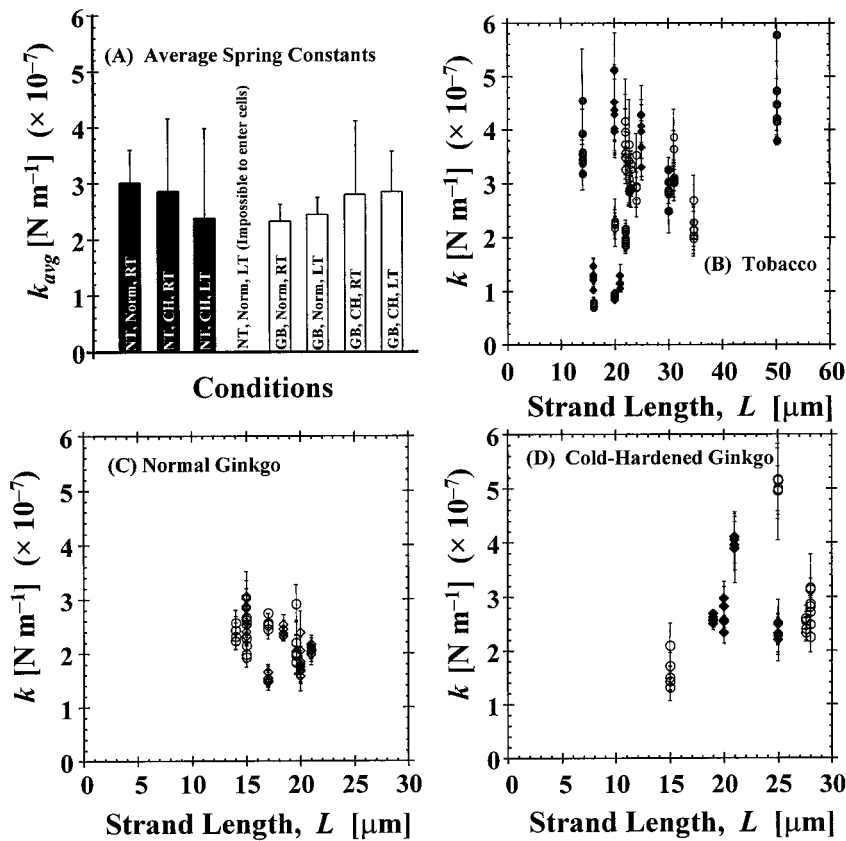 (A) Average Spring Constants
k_avg [N m⁻¹] (× 10⁻⁷)
6
5
4
3
2
1
0
NT, Norm, RT
NT, CH, RT
NT, CH, LT
NT, Norm, LT (Impossible to enter cells)
GB, Norm, RT
GB, Norm, LT
GB, CH, RT
GB, CH, LT
Conditions
(B) Tobacco
k [N m⁻¹] (× 10⁻⁷)
6
5
4
3
2
1
0
0 10 20 30 40 50 60
Strand Length, L [μm]
(C) Normal Ginkgo
k [N m⁻¹] (× 10⁻⁷)
6
5
4
3
2
1
0
0 5 10 15 20 25 30
Strand Length, L [μm]
(D) Cold-Hardened Ginkgo
k [N m⁻¹] (× 10⁻⁷)
6
5
4
3
2
1
0
0 5 10 15 20 25 30
Strand Length, L [μm]